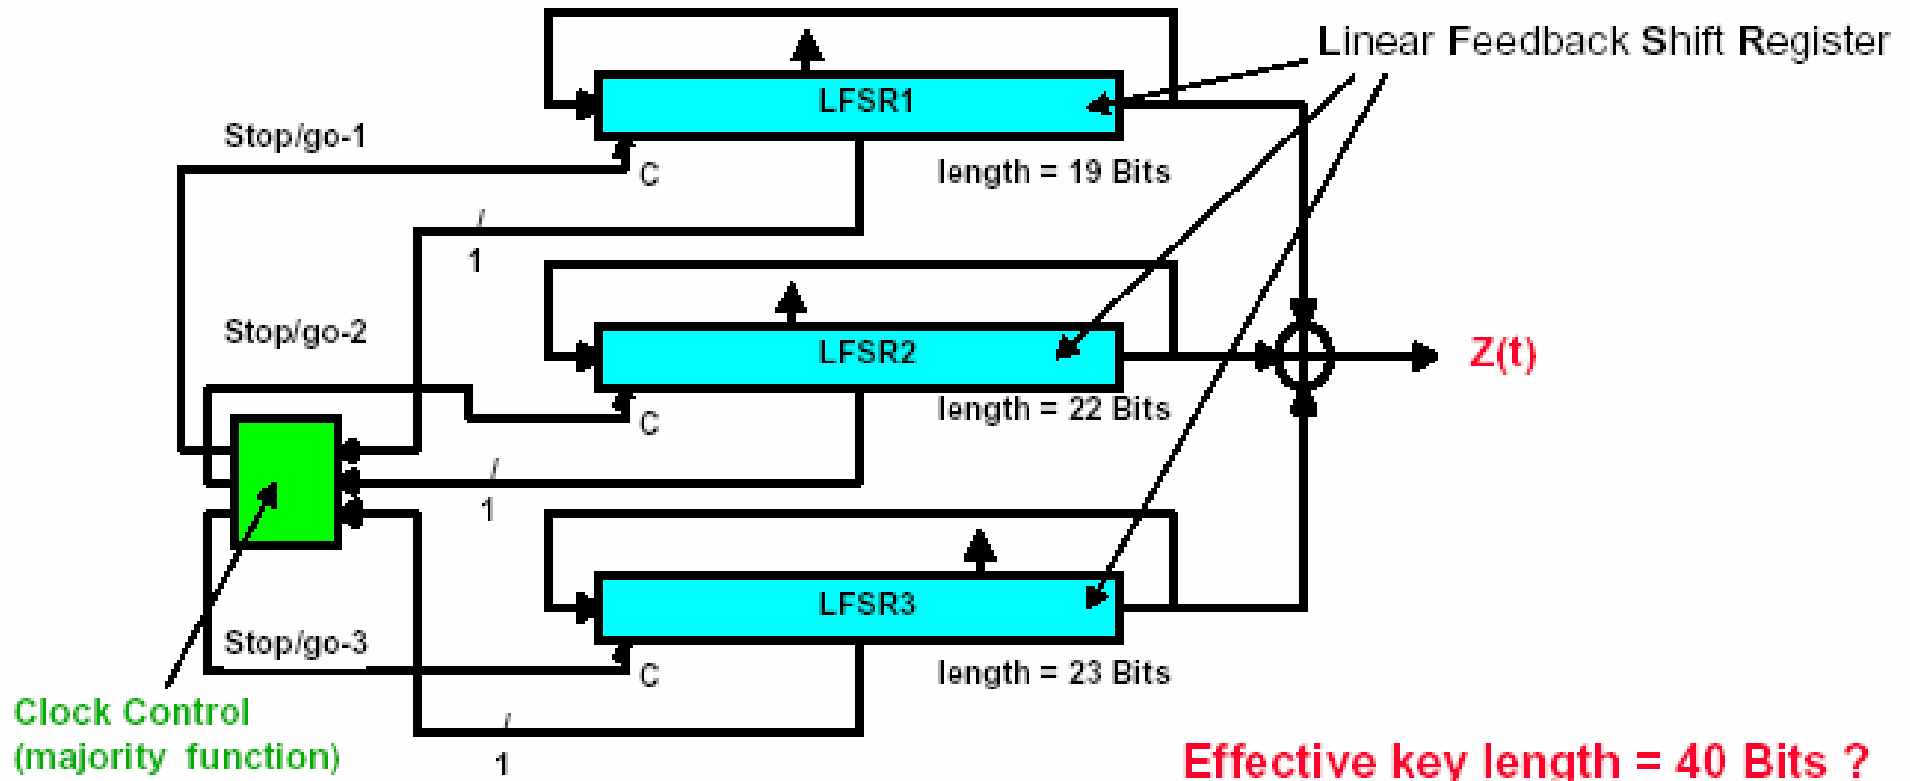 Linear Feedback Shift Register
LFSR1
Stop/go-1
C
length = 19 Bits
/
1
Stop/go-2
LFSR2
Z(t)
C
length = 22 Bits
/
1
LFSR3
Stop/go-3
C
length = 23 Bits
Clock Control
(majority function)
/
1
Effective key length = 40 Bits ?